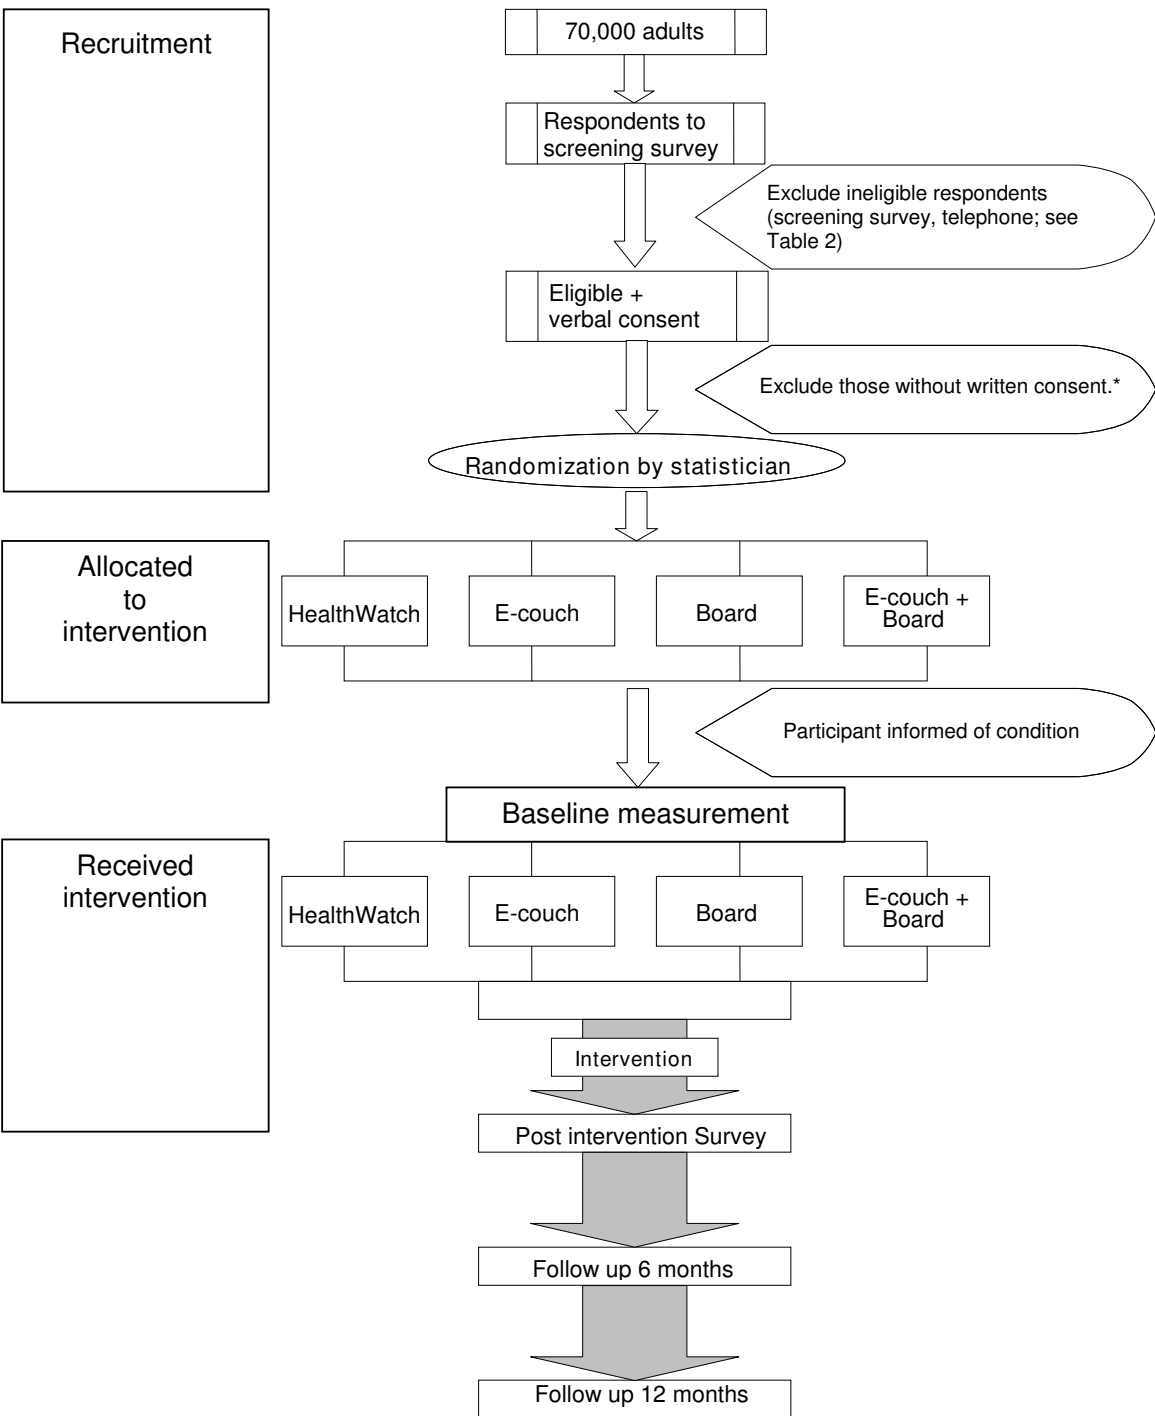 Recruitment
70,000 adults
Respondents to
screening survey
Exclude ineligible respondents
(screening survey, telephone; see
Table 2)
Eligible +
verbal consent
Exclude those without written consent.*
Randomization by statistician
Allocated
to
intervention
HealthWatch
E-couch
Board
E-couch +
Board
Participant informed of condition
Baseline measurement
Received
intervention
HealthWatch
E-couch
Board
E-couch +
Board
Intervention
Post intervention Survey
Follow up 6 months
Follow up 12 months